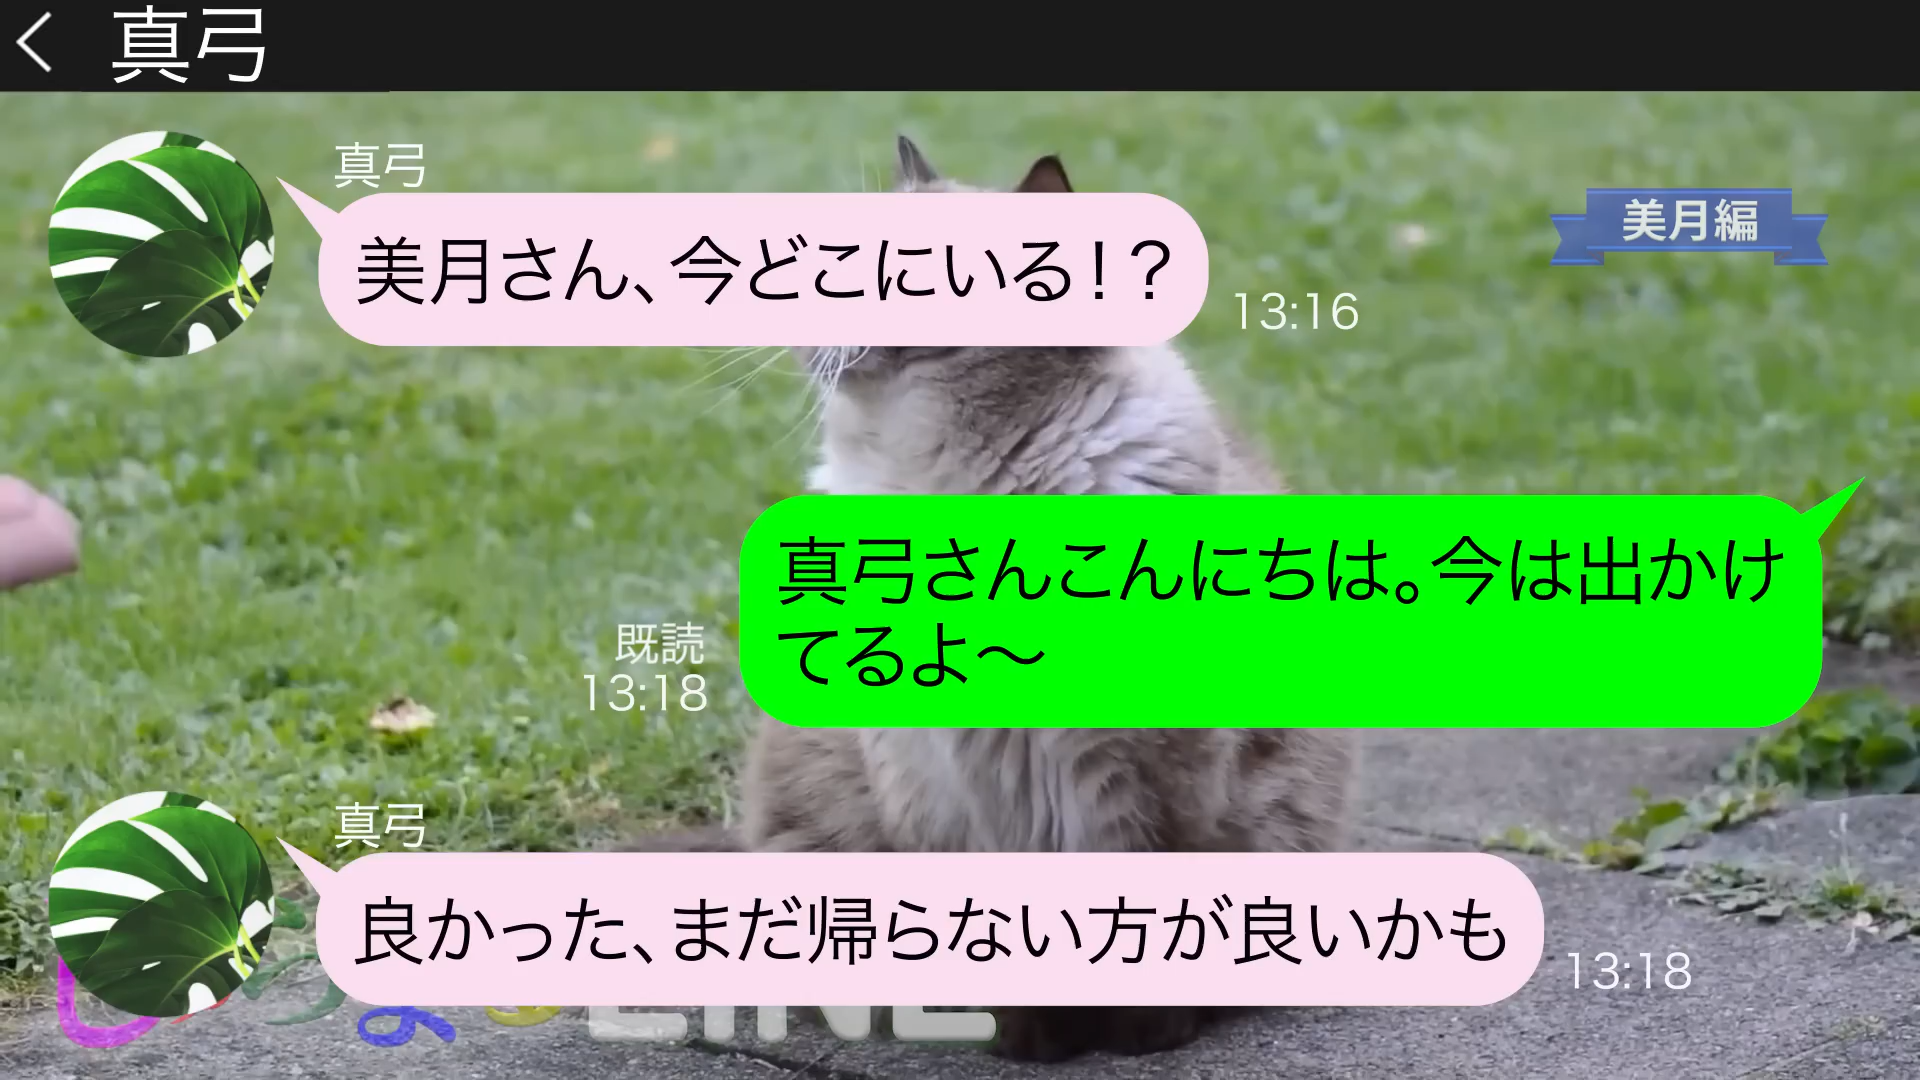 真弓
真弓
美月編
美月さん、今どこにいる！？
13:16
真弓さんこんにちは。今は出かけ
てるよ〜
既読
13:18
真弓
良かった、まだ帰らない方が良いかも
13:18
LINE